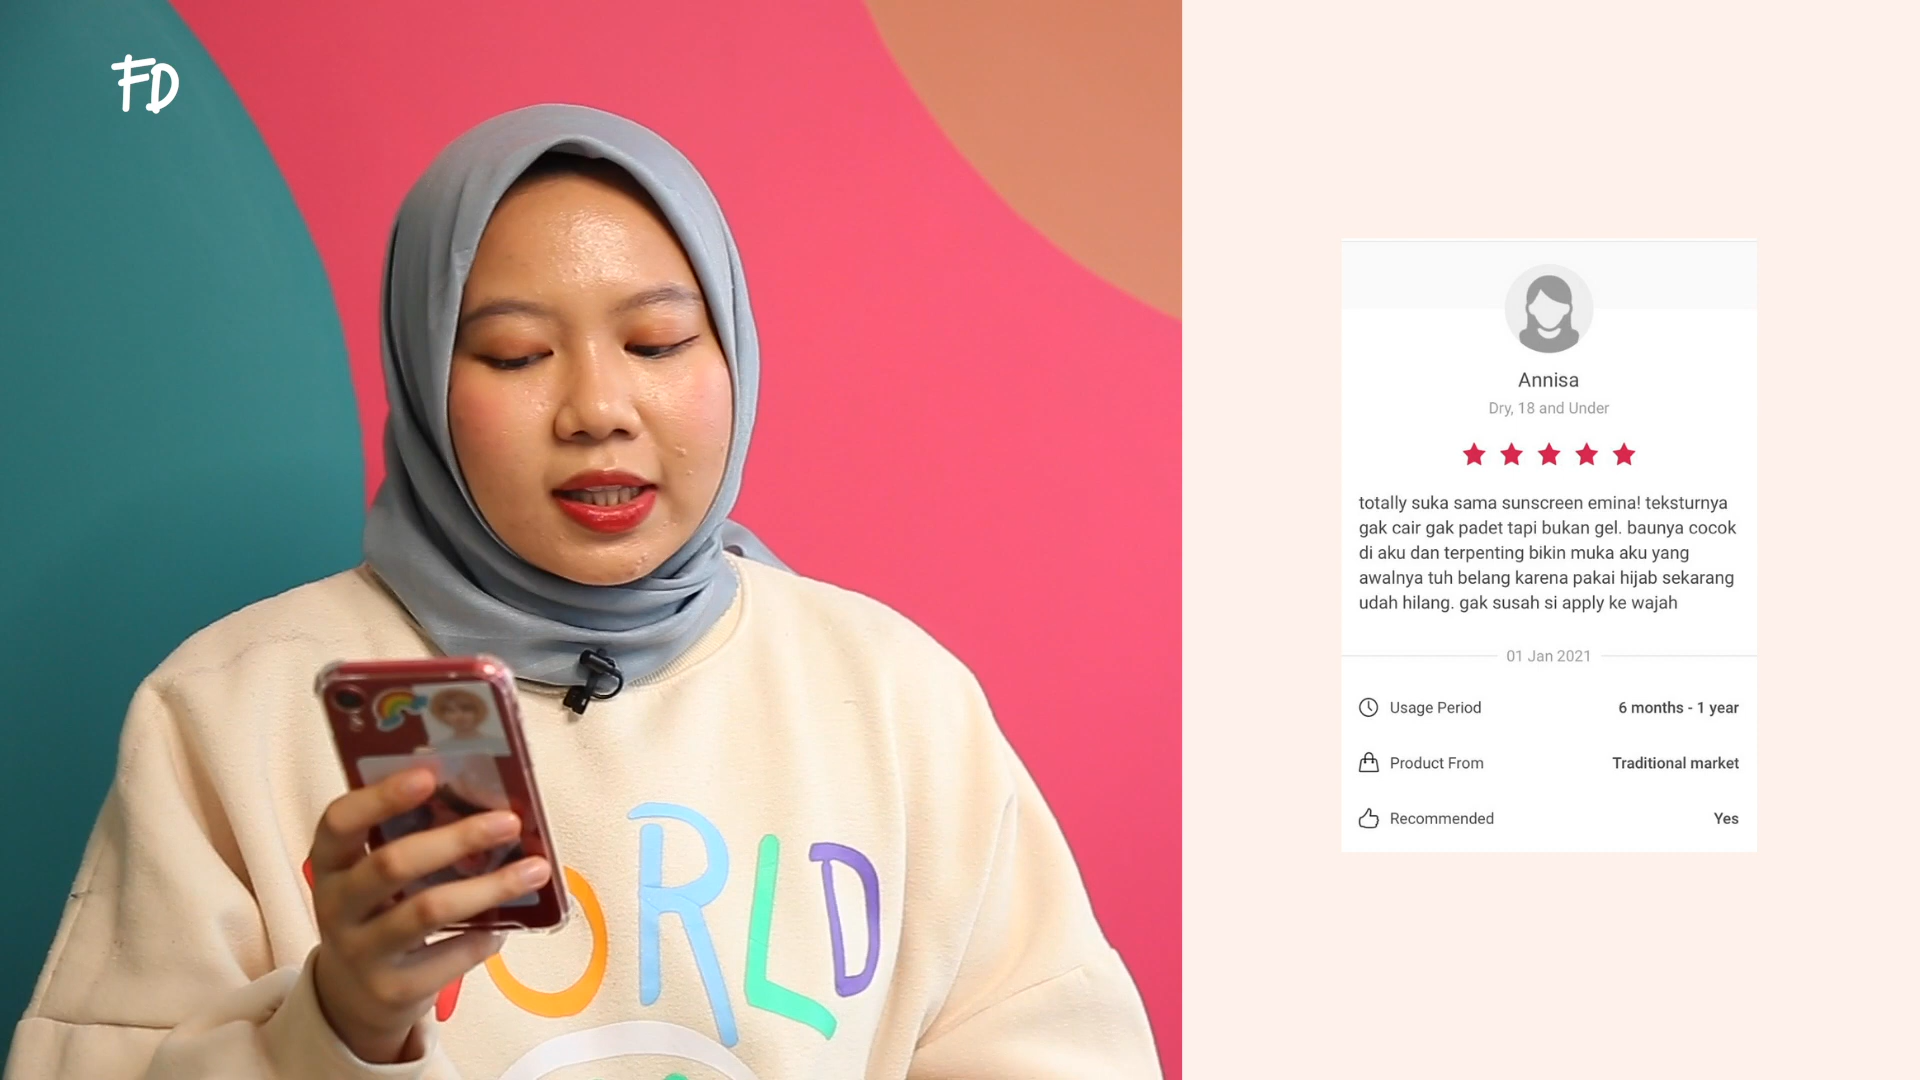 FD
WORLD
Annisa
Dry, 18 and Under
totally suka sama sunscreen emina! teksturnya
gak cair gak padet tapi bukan gel. baunya cocok
di aku dan terpenting bikin muka aku yang
awalnya tuh belang karena pakai hijab sekarang
udah hilang. gak susah si apply ke wajah
01 Jan 2021
Usage Period 6 months - 1 year
Product From Traditional market
Recommended Yes